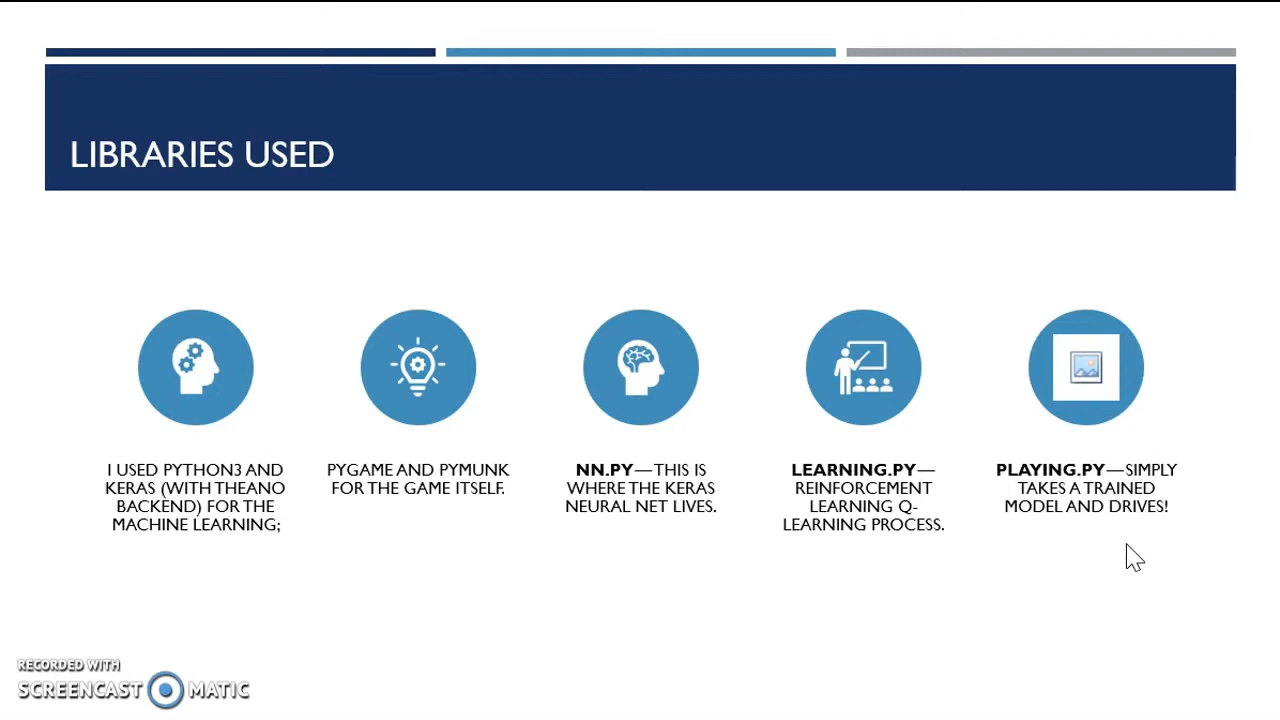 LIBRARIES USED
I USED PYTHON3 AND
KERAS (WITH THEANO
BACKEND) FOR THE
MACHINE LEARNING;
PYGAME AND PYMUNK
FOR THE GAME ITSELF.
NN.PY—THIS IS
WHERE THE KERAS
NEURAL NET LIVES.
LEARNING.PY—
REINFORCEMENT
LEARNING Q-
LEARNING PROCESS.
PLAYING.PY—SIMPLY
TAKES A TRAINED
MODEL AND DRIVES!
RECORDED WITH
SCREENCAST MATIC